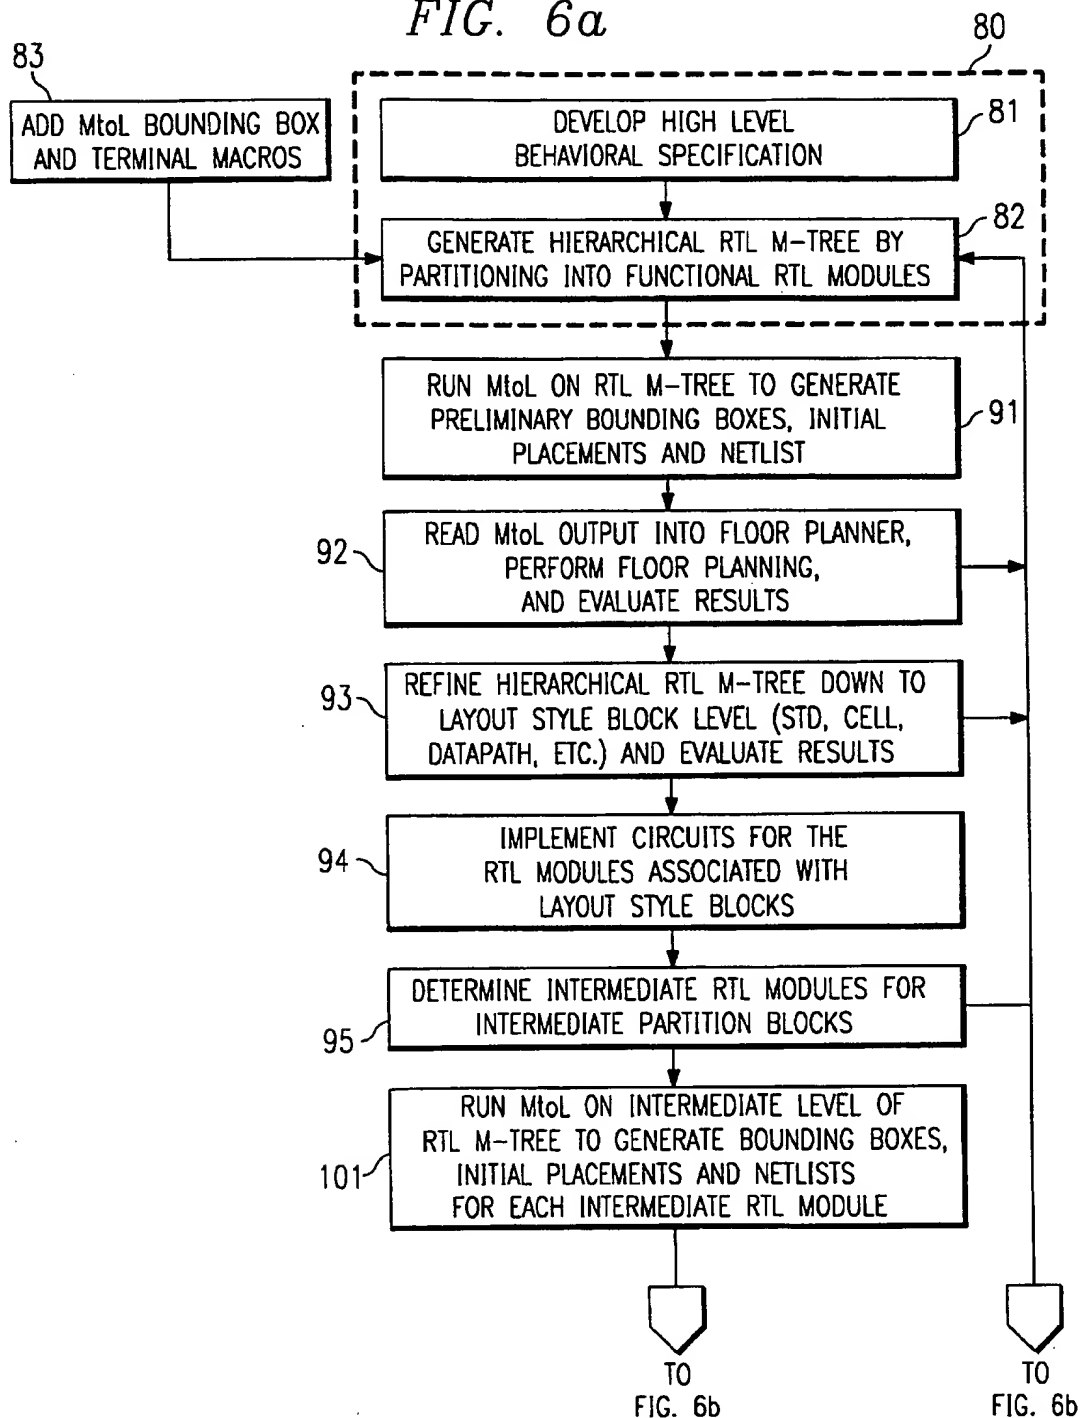 FIG. 6a
80
83
ADD MtoL BOUNDING BOX
AND TERMINAL MACROS
DEVELOP HIGH LEVEL
BEHAVIORAL SPECIFICATION
81
GENERATE HIERARCHICAL RTL M-TREE BY
PARTITIONING INTO FUNCTIONAL RTL MODULES
82
RUN MtoL ON RTL M-TREE TO GENERATE
PRELIMINARY BOUNDING BOXES, INITIAL
PLACEMENTS AND NETLIST
91
92
READ MtoL OUTPUT INTO FLOOR PLANNER,
PERFORM FLOOR PLANNING,
AND EVALUATE RESULTS
93
REFINE HIERARCHICAL RTL M-TREE DOWN TO
LAYOUT STYLE BLOCK LEVEL (STD, CELL,
DATAPATH, ETC.) AND EVALUATE RESULTS
94
IMPLEMENT CIRCUITS FOR THE
RTL MODULES ASSOCIATED WITH
LAYOUT STYLE BLOCKS
95
DETERMINE INTERMEDIATE RTL MODULES FOR
INTERMEDIATE PARTITION BLOCKS
101
RUN MtoL ON INTERMEDIATE LEVEL OF
RTL M-TREE TO GENERATE BOUNDING BOXES,
INITIAL PLACEMENTS AND NETLISTS
FOR EACH INTERMEDIATE RTL MODULE
TO
FIG. 6b
TO
FIG. 6b